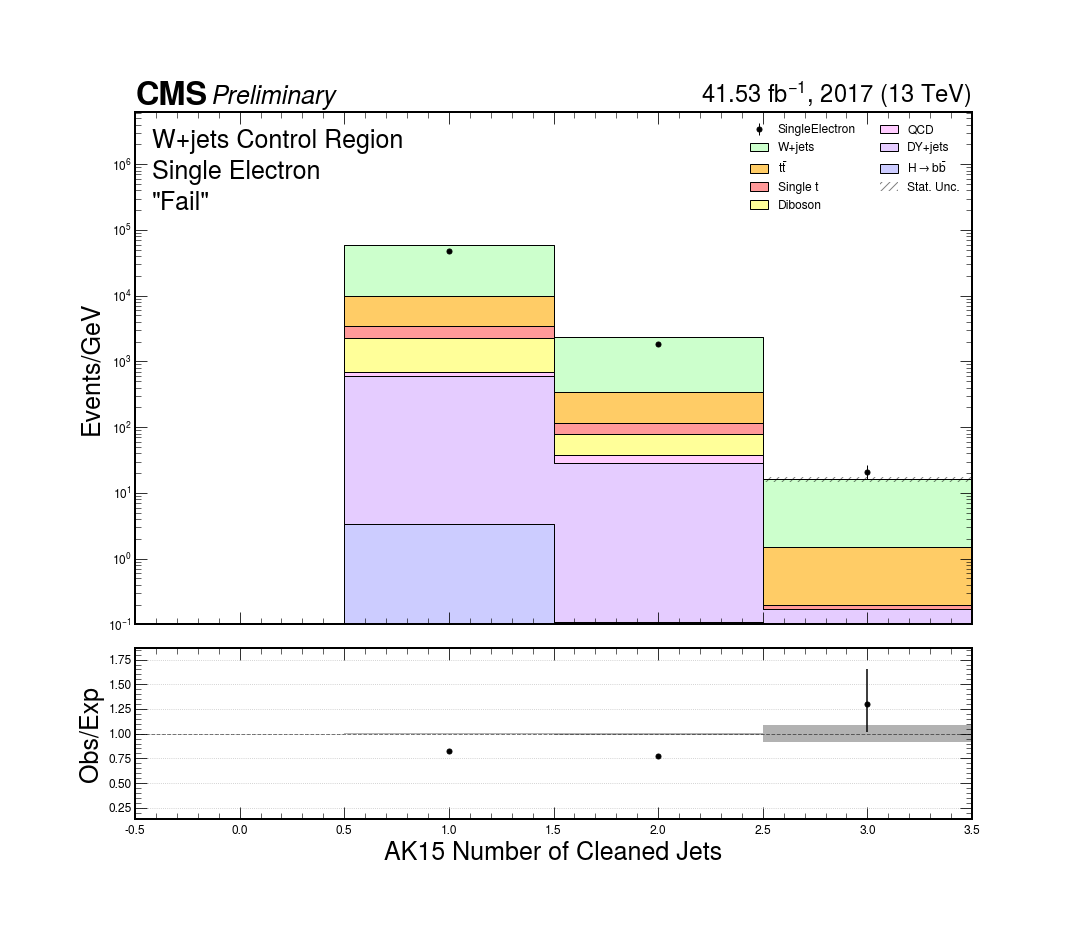 CMS Preliminary
41.53 fb⁻¹, 2017 (13 TeV)
W+jets Control Region
Single Electron
"Fail"
SingleElectron
W+jets
tt̄
Single t
Diboson
QCD
DY+jets
H→bb̄
Stat. Unc.
Events/GeV
10⁶
10⁵
10⁴
10³
10²
10¹
10⁰
10⁻¹
Obs/Exp
1.75
1.50
1.25
1.00
0.75
0.50
0.25
-0.5 0.0 0.5 1.0 1.5 2.0 2.5 3.0 3.5
AK15 Number of Cleaned Jets